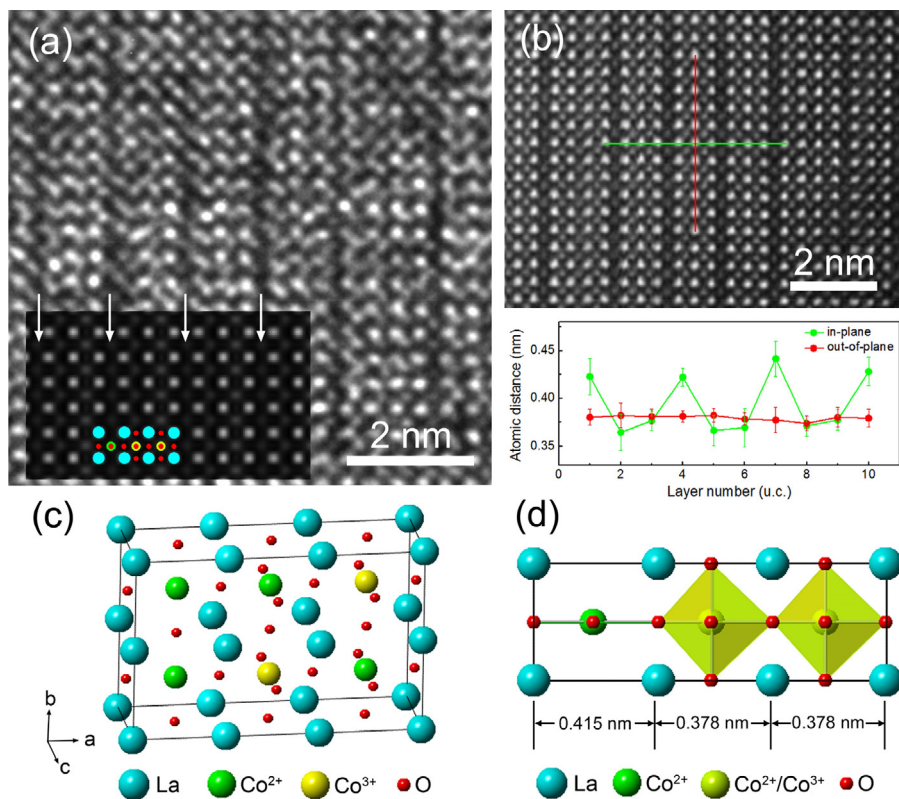 (a)
2 nm
(b)
2 nm
in-plane
out-of-plane
Atomic distance (nm)
0.45
0.40
0.35
0 2 4 6 8 10
Layer number (u.c.)
(c)
b
a
c
La Co²⁺ Co³⁺ O
(d)
0.415 nm 0.378 nm 0.378 nm
La Co²⁺ Co²⁺/Co³⁺ O